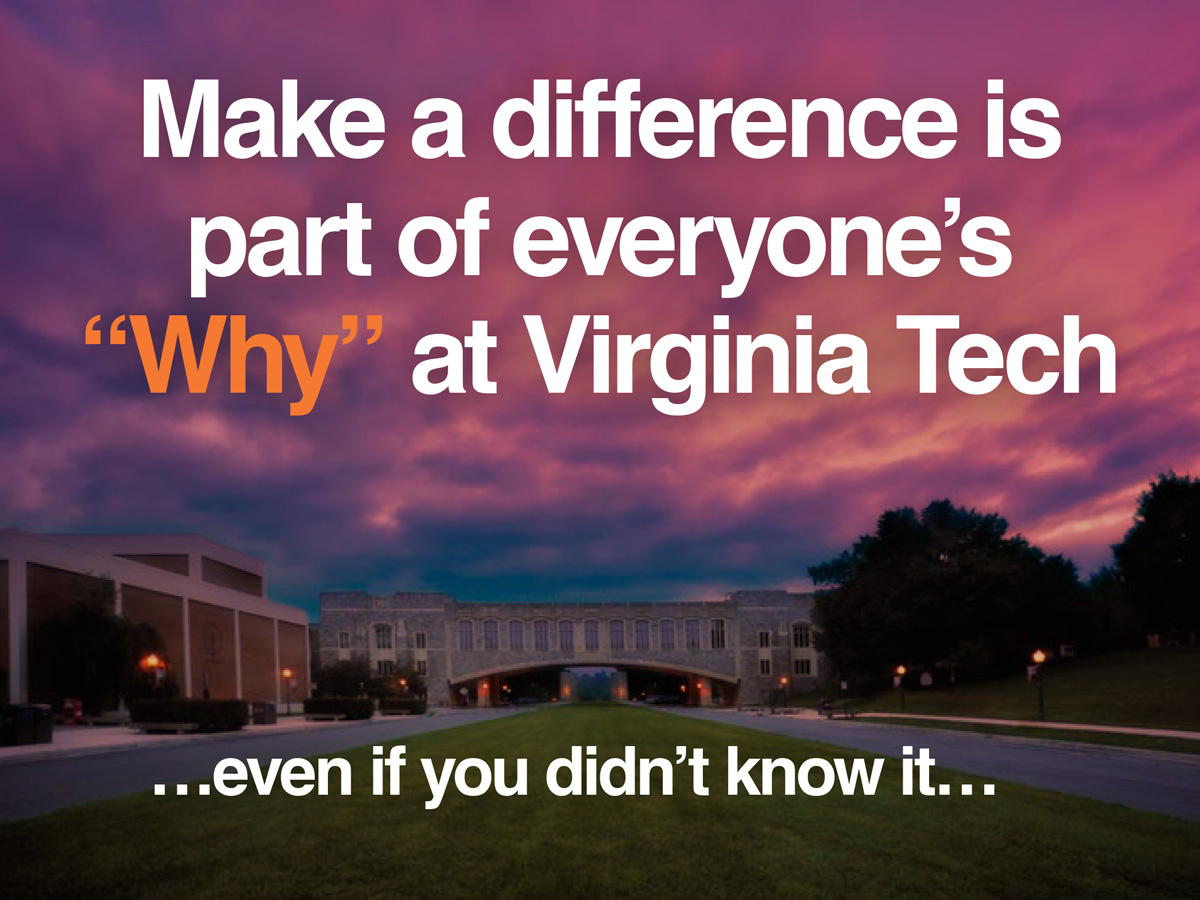 Make a difference is
part of everyone’s
“Why” at Virginia Tech
…even if you didn’t know it…